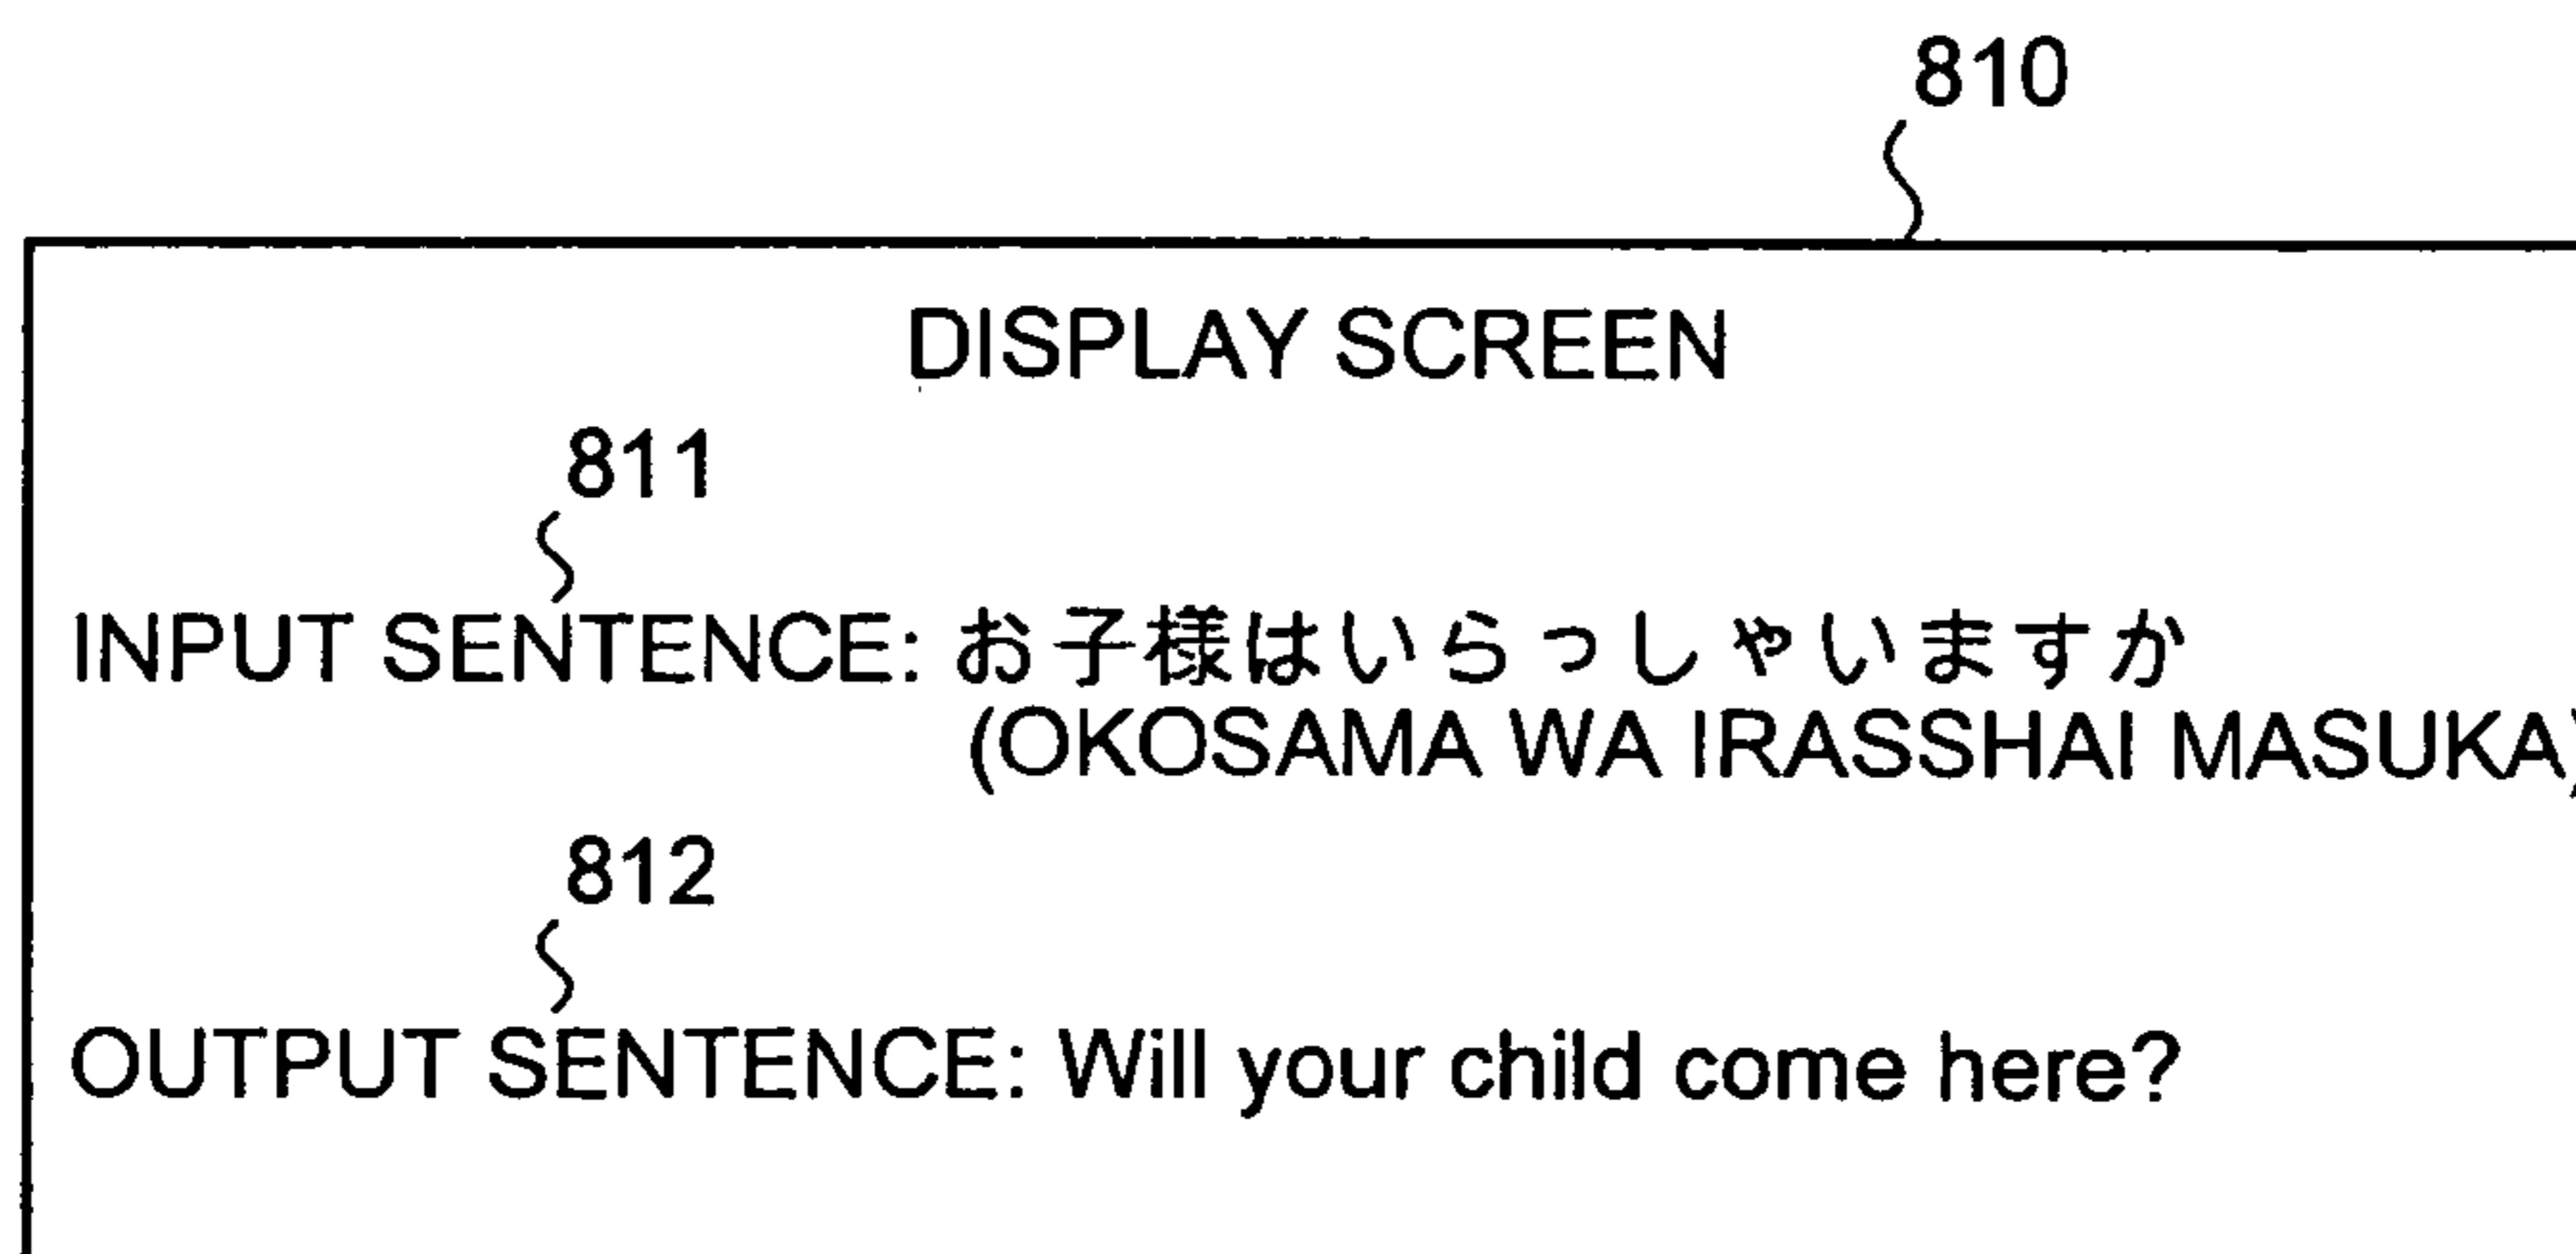 810
DISPLAY SCREEN
811
INPUT SENTENCE: お子様はいらっしゃいますか
(OKOSAMA WA IRASSHAI MASUKA)
812
OUTPUT SENTENCE: Will your child come here?